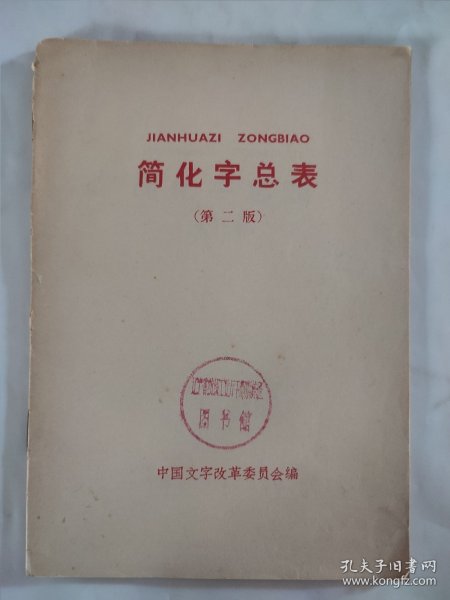 JIANHUAZI ZONGBIAO
简化字总表
(第二版)
图书馆
中国文字改革委员会编
孔夫子旧书网
www.kongfz.com